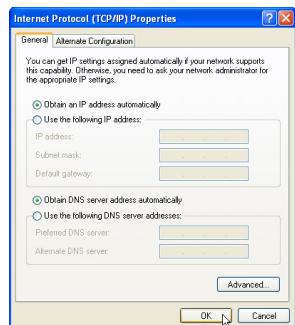 Internet Protocol (TCP/IP) Properties
General
Alternate Configuration
You can get IP settings assigned automatically if your network supports
this capability. Otherwise, you need to ask your network administrator for
the appropriate IP settings.
Obtain an IP address automatically
Use the following IP address:
IP address:
Subnet mask:
Default gateway:
Obtain DNS server address automatically
Use the following DNS server addresses:
Preferred DNS server:
Alternate DNS server:
Advanced...
OK
Cancel